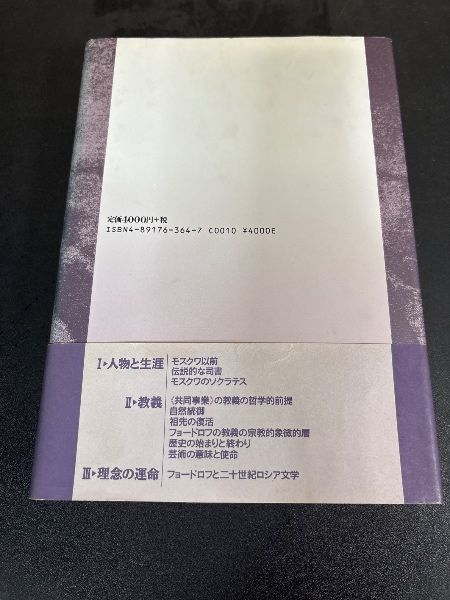 定価4000円+税
ISBN4-89176-364-7 C0010 ¥4000E
Ⅰ▶人物と生涯 モスクワ以前
伝説的な司書
モスクワのソクラテス
Ⅱ▶教義 〈共同事業〉の教義の哲学的前提
自然統御
祖先の復活
フョードロフの教義の宗教的象徴的層
歴史の始まりと終わり
芸術の意味と使命
Ⅲ▶理念の運命 フョードロフと二十世紀ロシア文学